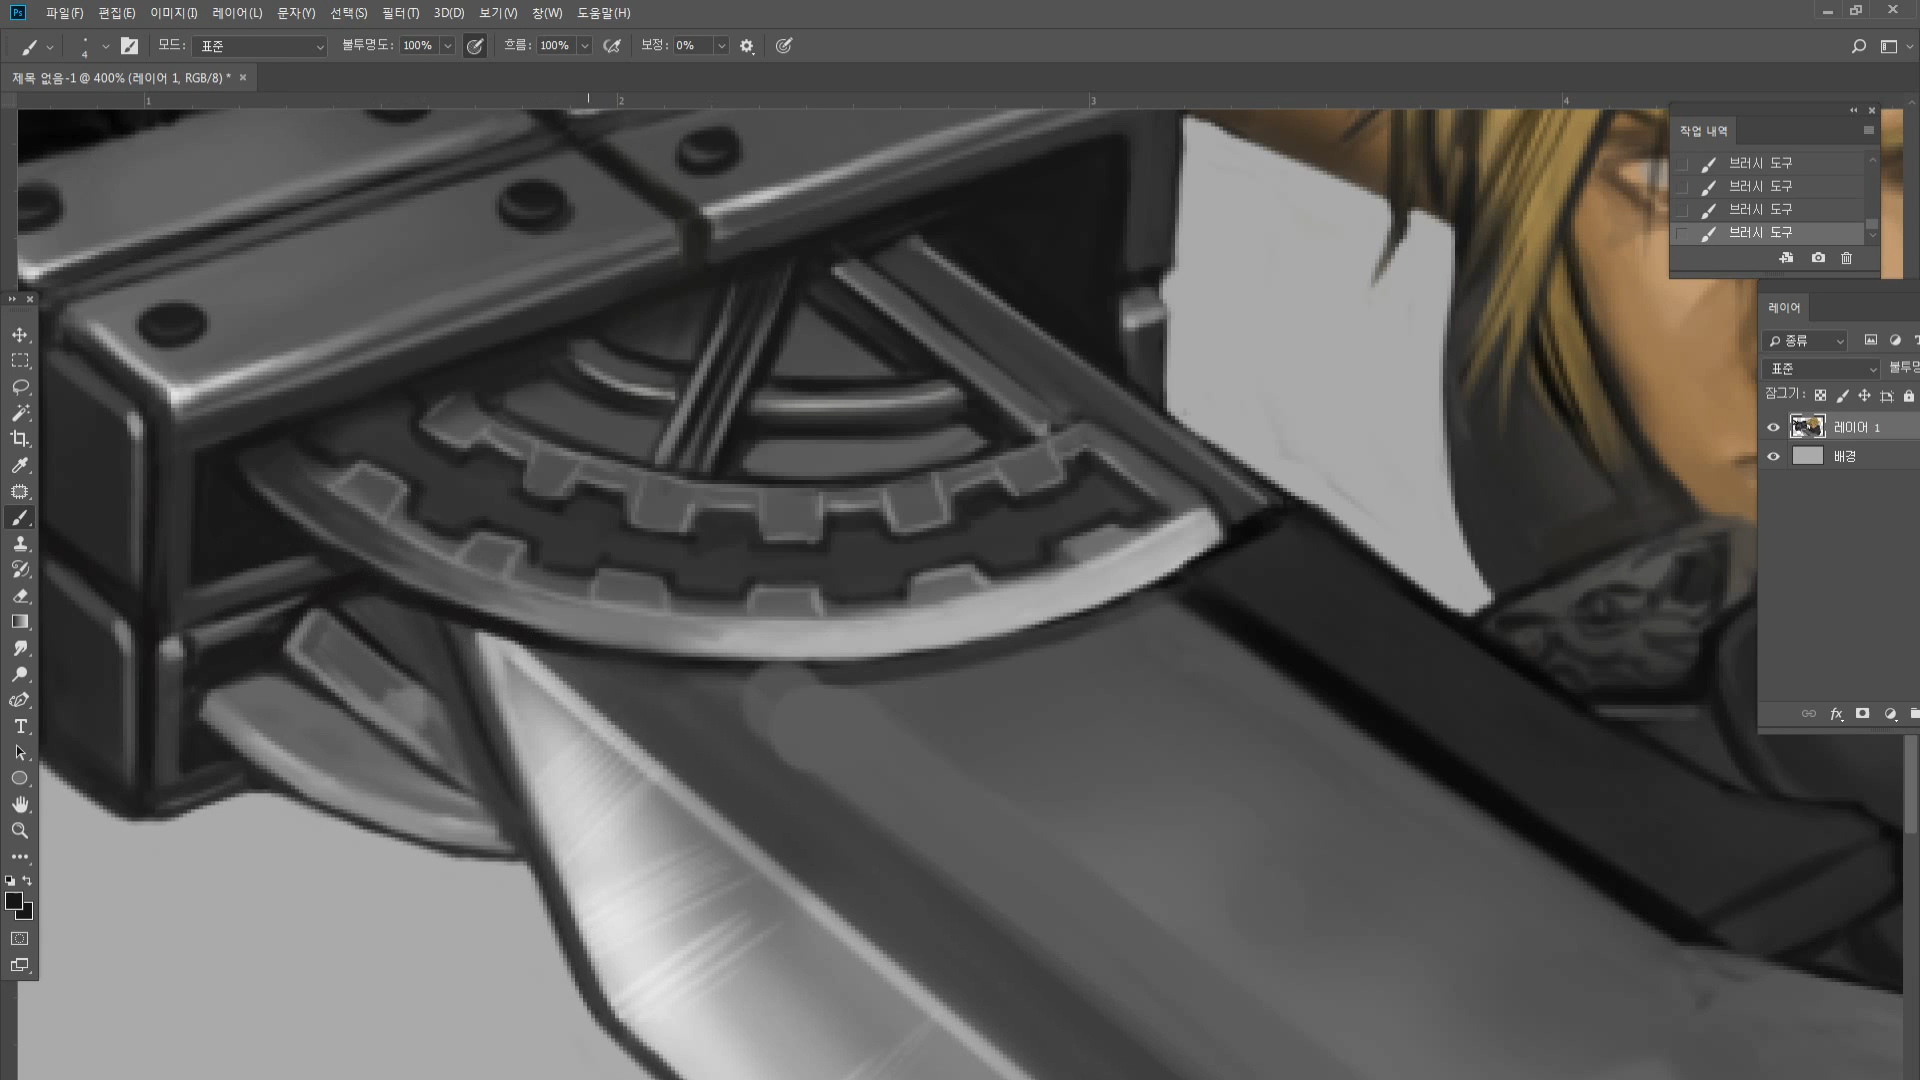 Ps 파일(F) 편집(E) 이미지(I) 레이어(L) 문자(Y) 선택(S) 필터(T) 3D(D) 보기(V) 창(W) 도움말(H)
4 모드: 표준 불투명도: 100% 흐름: 100% 보정: 0%
제목 없음-1 @ 400% (레이어 1, RGB/8) *
1 2 3 4
작업 내역
브러시 도구
브러시 도구
브러시 도구
브러시 도구
레이어
종류
표준 불투명
잠그기:
레이어 1
배경
fx